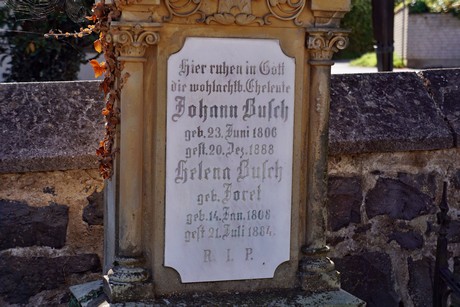 Hier ruhen in Gott
die wohlachtb. Eheleute
Johann Busch
geb. 23. Juni 1800
gest. 20. Dez. 1888
Helena Busch
geb. Foret
geb. 14. Jan. 1808
gest. 21. Juli 1884.
R. I. P.